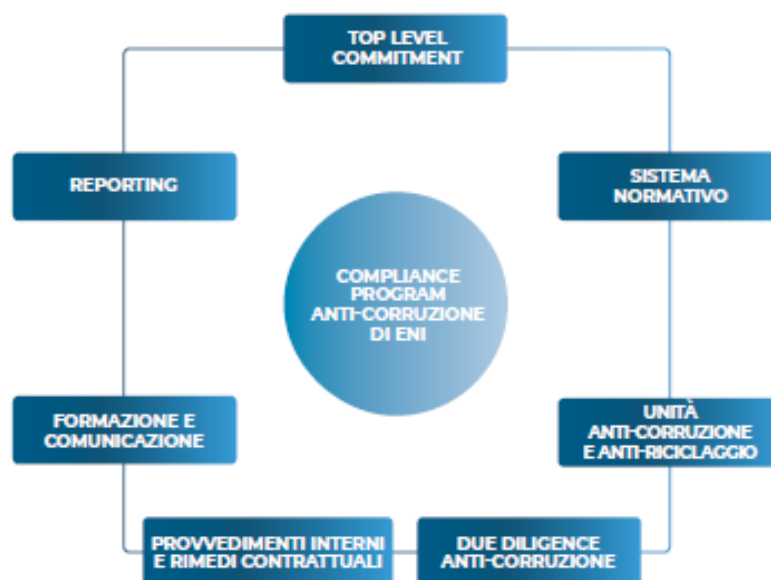 TOP LEVEL
COMMITMENT
REPORTING
SISTEMA
NORMATIVO
COMPLIANCE
PROGRAM
ANTI-CORRUZIONE
DI ENI
FORMAZIONE E
COMUNICAZIONE
UNITÀ
ANTI-CORRUZIONE
E ANTI-RICICLAGGIO
PROVVEDIMENTI INTERNI
E RIMEDI CONTRATTUALI
DUE DILIGENCE
ANTI-CORRUZIONE